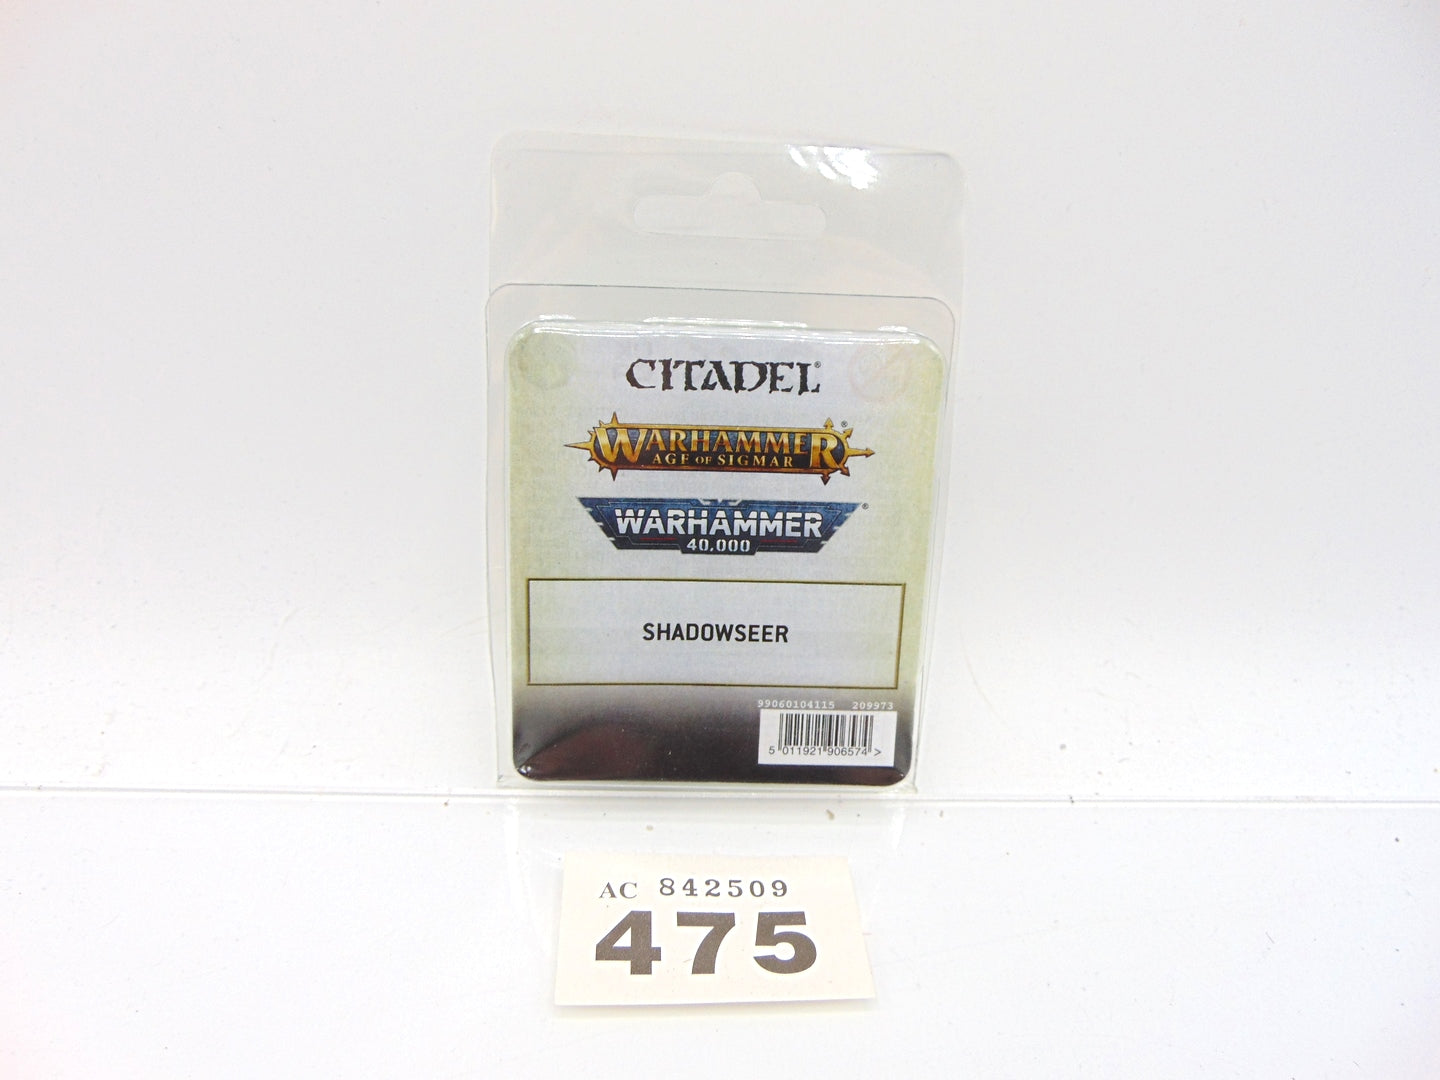 CITADEL®
WARHAMMER®
AGE OF SIGMAR
WARHAMMER®
40,000
SHADOWSEER
99060104115 209973
5 011921 906574 >
AC 842509
475